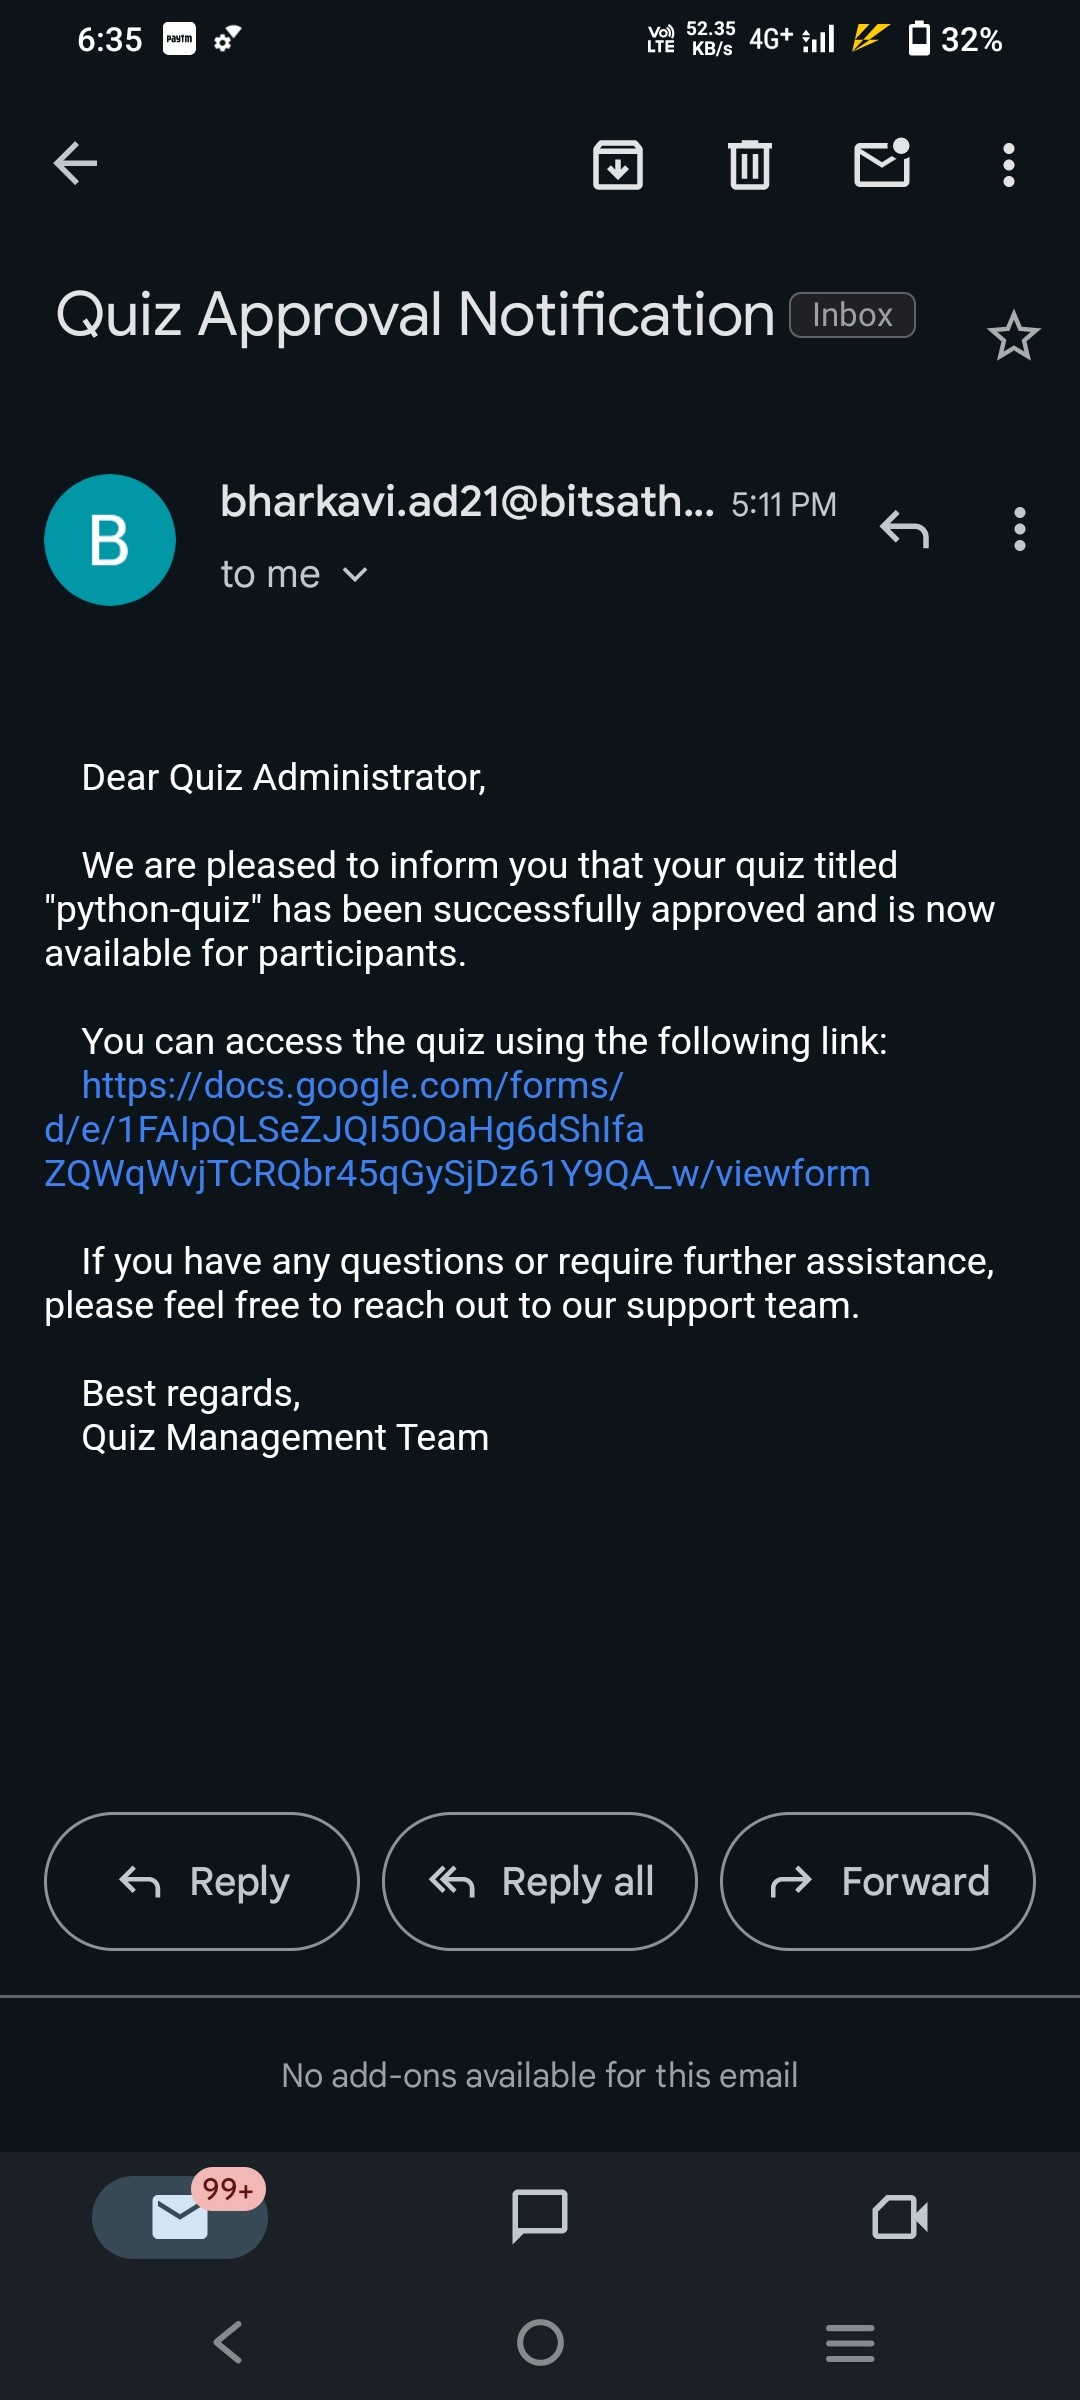 6:35 paytm VoD LTE 52.35 KB/s 4G+ 32%
Quiz Approval Notification Inbox
B
bharkavi.ad21@bitsath... 5:11 PM
to me
Dear Quiz Administrator,
We are pleased to inform you that your quiz titled
"python-quiz" has been successfully approved and is now
available for participants.
You can access the quiz using the following link:
https://docs.google.com/forms/
d/e/1FAIpQLSeZJQI50OaHg6dShIfa
ZQWqWvjTCRQbr45qGySjDz61Y9QA_w/viewform
If you have any questions or require further assistance,
please feel free to reach out to our support team.
Best regards,
Quiz Management Team
Reply Reply all Forward
No add-ons available for this email
99+